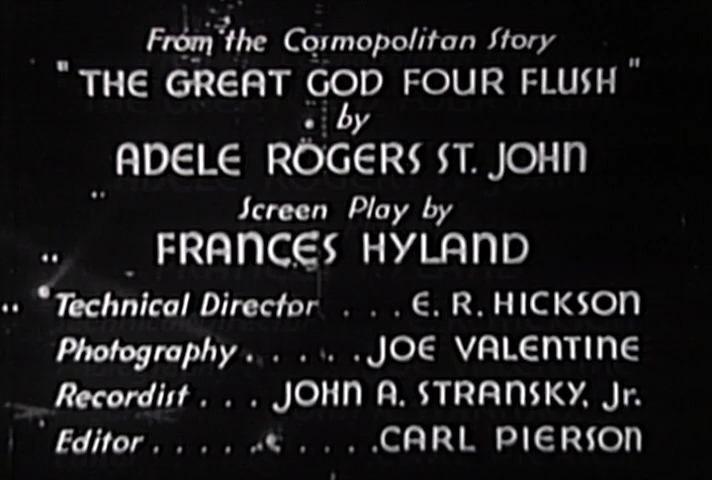 From the Cosmopolitan Story
"THE GREAT GOD FOUR FLUSH"
by
ADELE ROGERS ST. JOHN
Screen Play by
FRANCES HYLAND
Technical Director . . . E. R. HICKSON
Photography . . . . . JOE VALENTINE
Recordist . . . JOHN A. STRANSKY, Jr.
Editor . . . . . . . . . . CARL PIERSON